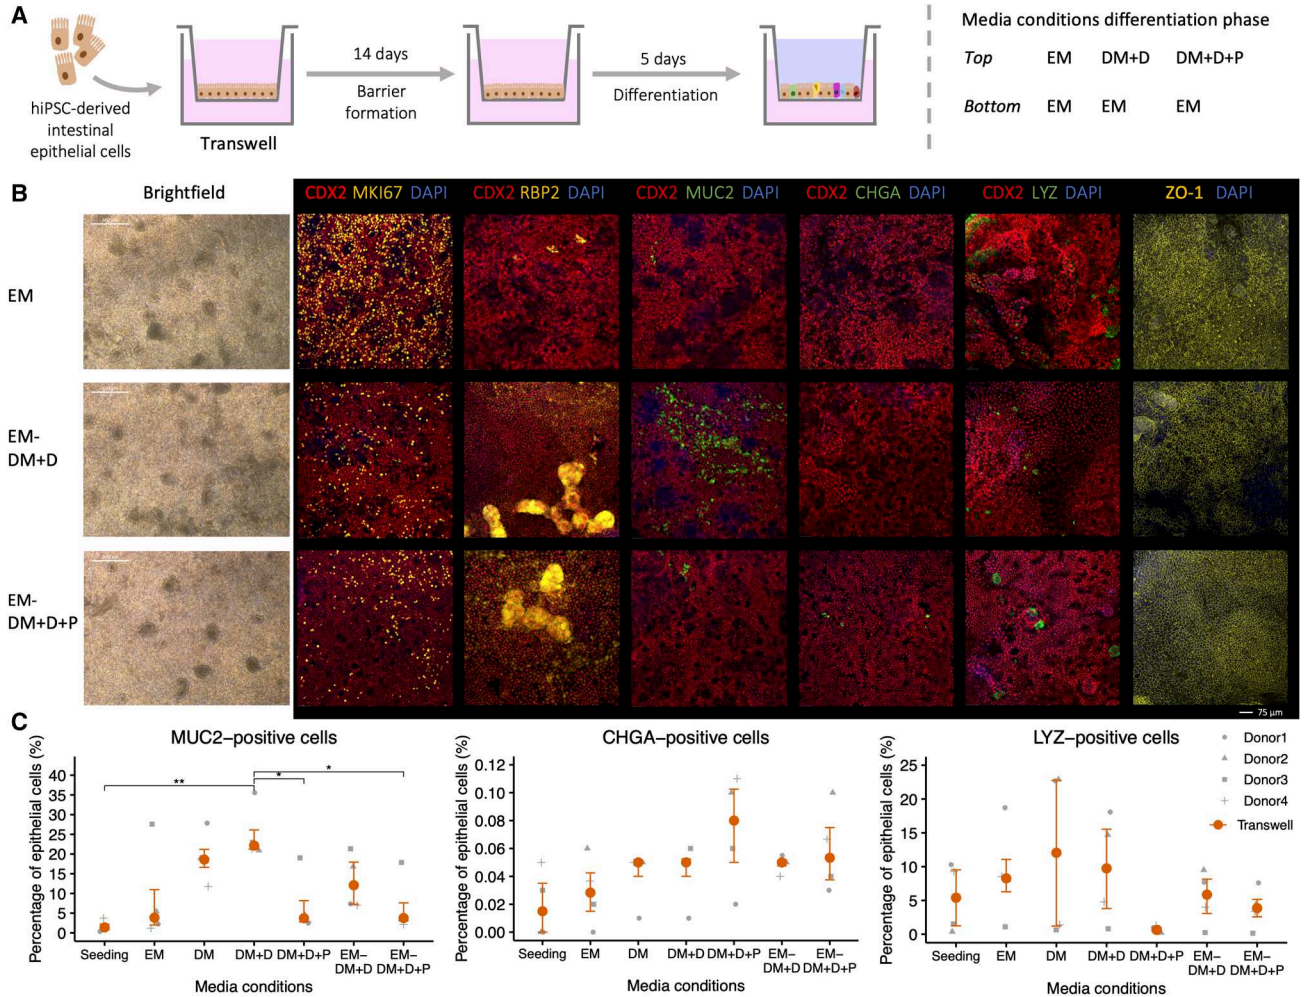 A
hiPSC-derived
intestinal
epithelial cells
Transwell
14 days
Barrier
formation
5 days
Differentiation
Media conditions differentiation phase
Top EM DM+D DM+D+P
Bottom EM EM EM
B
Brightfield
CDX2 MKI67 DAPI
CDX2 RBP2 DAPI
CDX2 MUC2 DAPI
CDX2 CHGA DAPI
CDX2 LYZ DAPI
ZO-1 DAPI
EM
EM-
DM+D
EM-
DM+D+P
75 µm
C
MUC2–positive cells
Percentage of epithelial cells (%)
40
35
30
25
20
15
10
5
0
**
*
*
Seeding EM DM DM+D DM+D+P EM– EM–
DM+D DM+D+P
Media conditions
CHGA–positive cells
Percentage of epithelial cells (%)
0.12
0.10
0.08
0.06
0.04
0.02
0.00
Seeding EM DM DM+D DM+D+P EM– EM–
DM+D DM+D+P
Media conditions
LYZ–positive cells
Percentage of epithelial cells (%)
25
20
15
10
5
0
Seeding EM DM DM+D DM+D+P EM– EM–
DM+D DM+D+P
Media conditions
Donor1
Donor2
Donor3
Donor4
Transwell